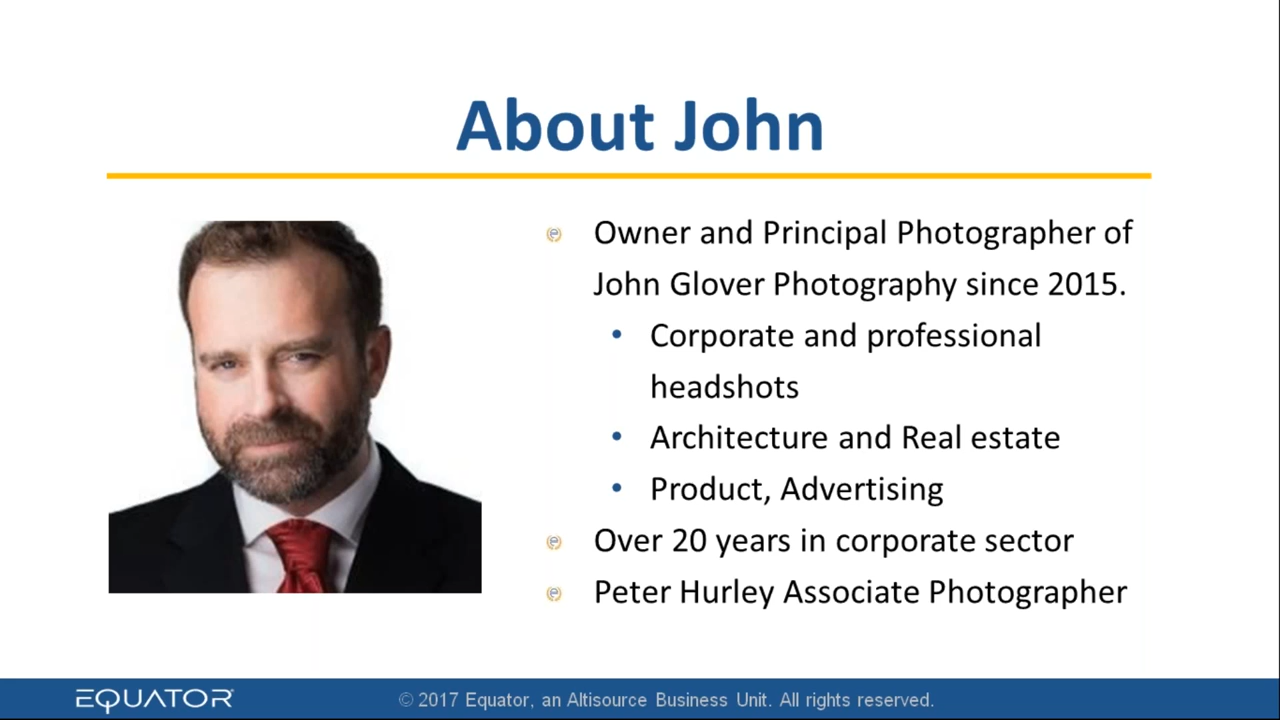 About John
Owner and Principal Photographer of
John Glover Photography since 2015.
• Corporate and professional
headshots
• Architecture and Real estate
• Product, Advertising
Over 20 years in corporate sector
Peter Hurley Associate Photographer
EQUATOR
© 2017 Equator, an Altisource Business Unit. All rights reserved.